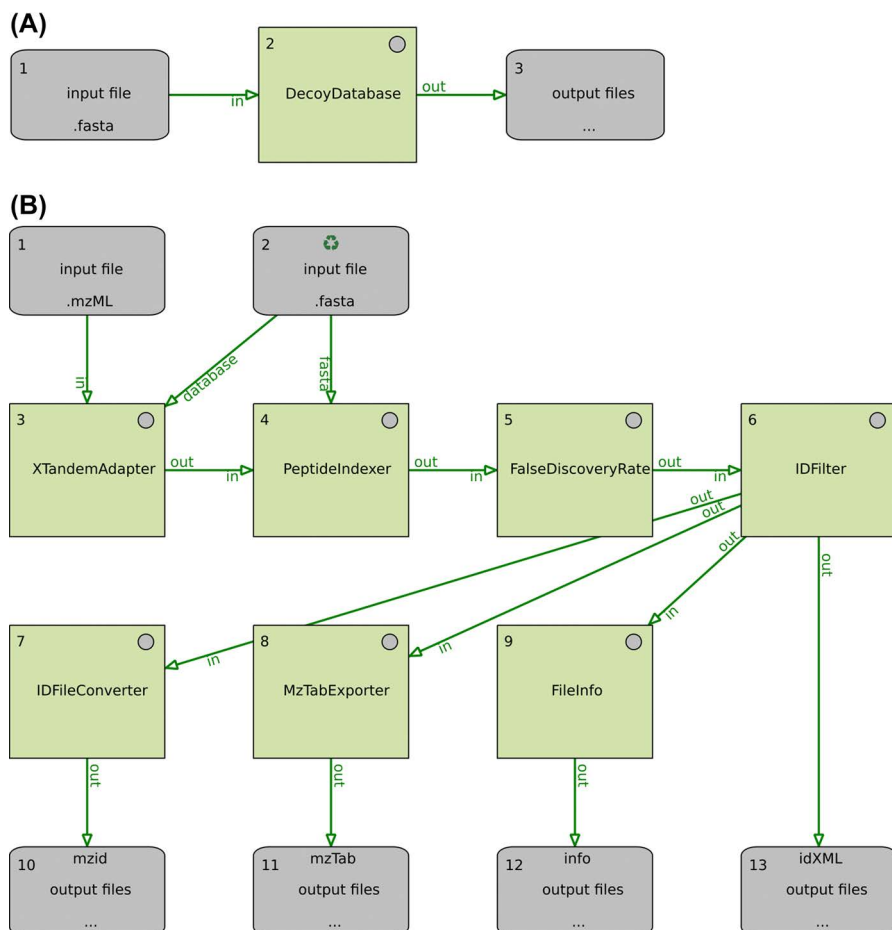 (A)
1
input file
.fasta
in
2
DecoyDatabase
out
3
output files
...
(B)
1
input file
.mzML
2
input file
.fasta
in
database
fasta
3
XTandemAdapter
out
in
4
PeptideIndexer
out
in
5
FalseDiscoveryRate
out
in
6
IDFilter
out
out
out
out
in
in
in
7
IDFileConverter
8
MzTabExporter
9
FileInfo
out
out
out
10
mzid
output files
...
11
mzTab
output files
...
12
info
output files
...
13
idXML
output files
...